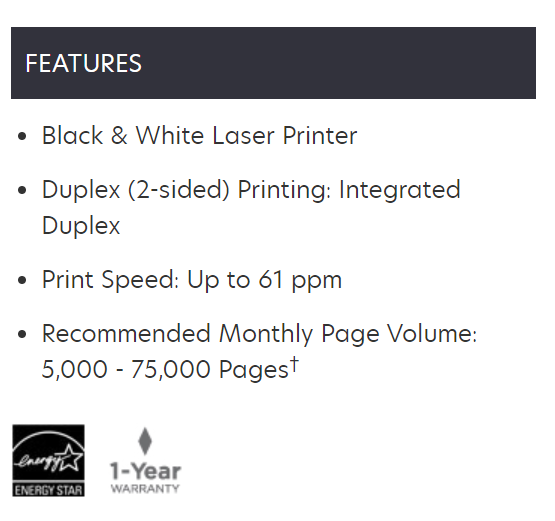 FEATURES
• Black & White Laser Printer
• Duplex (2-sided) Printing: Integrated
Duplex
• Print Speed: Up to 61 ppm
• Recommended Monthly Page Volume:
5,000 - 75,000 Pages†
energy
ENERGY STAR
1-Year
WARRANTY